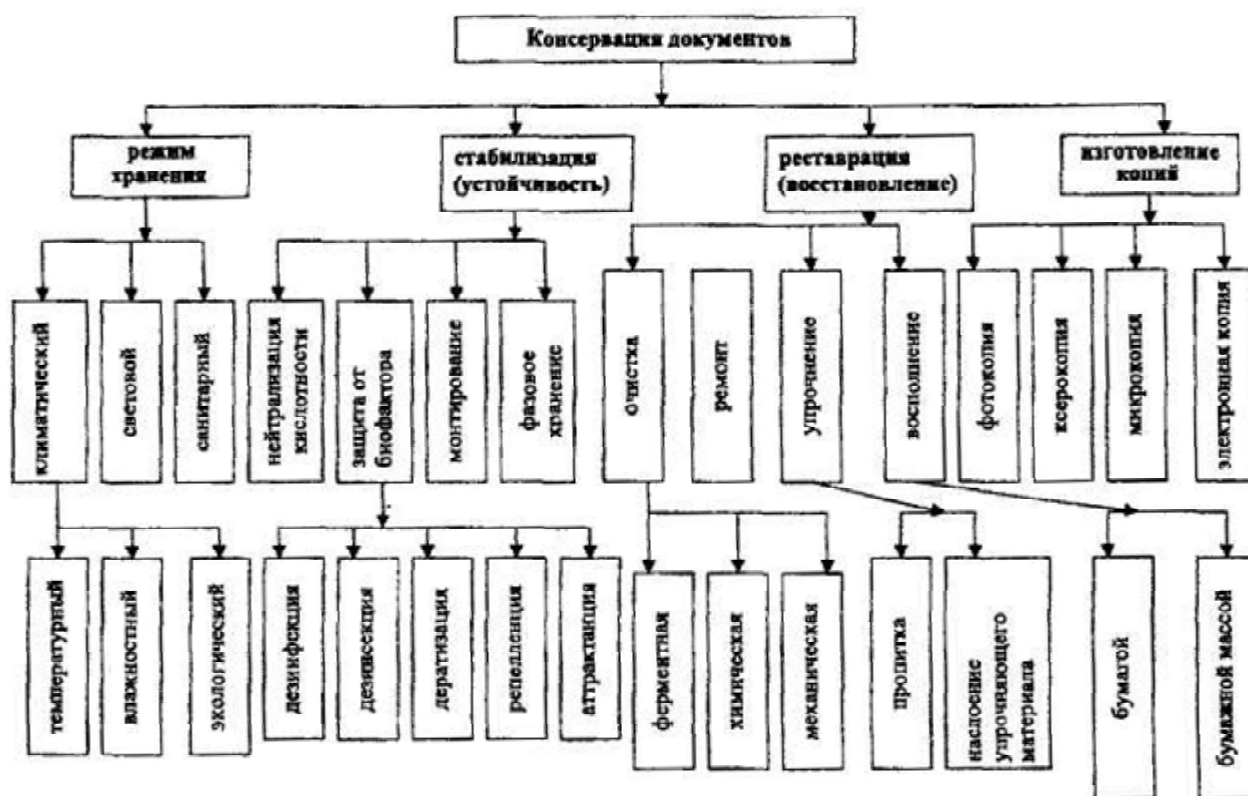 Консервация документов
режим
хранения
стабилизация
(устойчивость)
реставрация
(восстановление)
изготовление
копий
климатический
световой
санитарный
нейтрализация
кислотности
защита от
биофактора
монтирование
фазовое
хранение
очистка
ремонт
упрочнение
восполнение
фотокопия
ксерокопия
микрокопия
электронная копия
температурный
влажностный
экологический
дезинфекция
дезинсекция
дератизация
репелленция
аттрактанция
ферментная
химическая
механическая
пропитка
наслоение
упрочняющего
материала
бумагой
бумажной массой